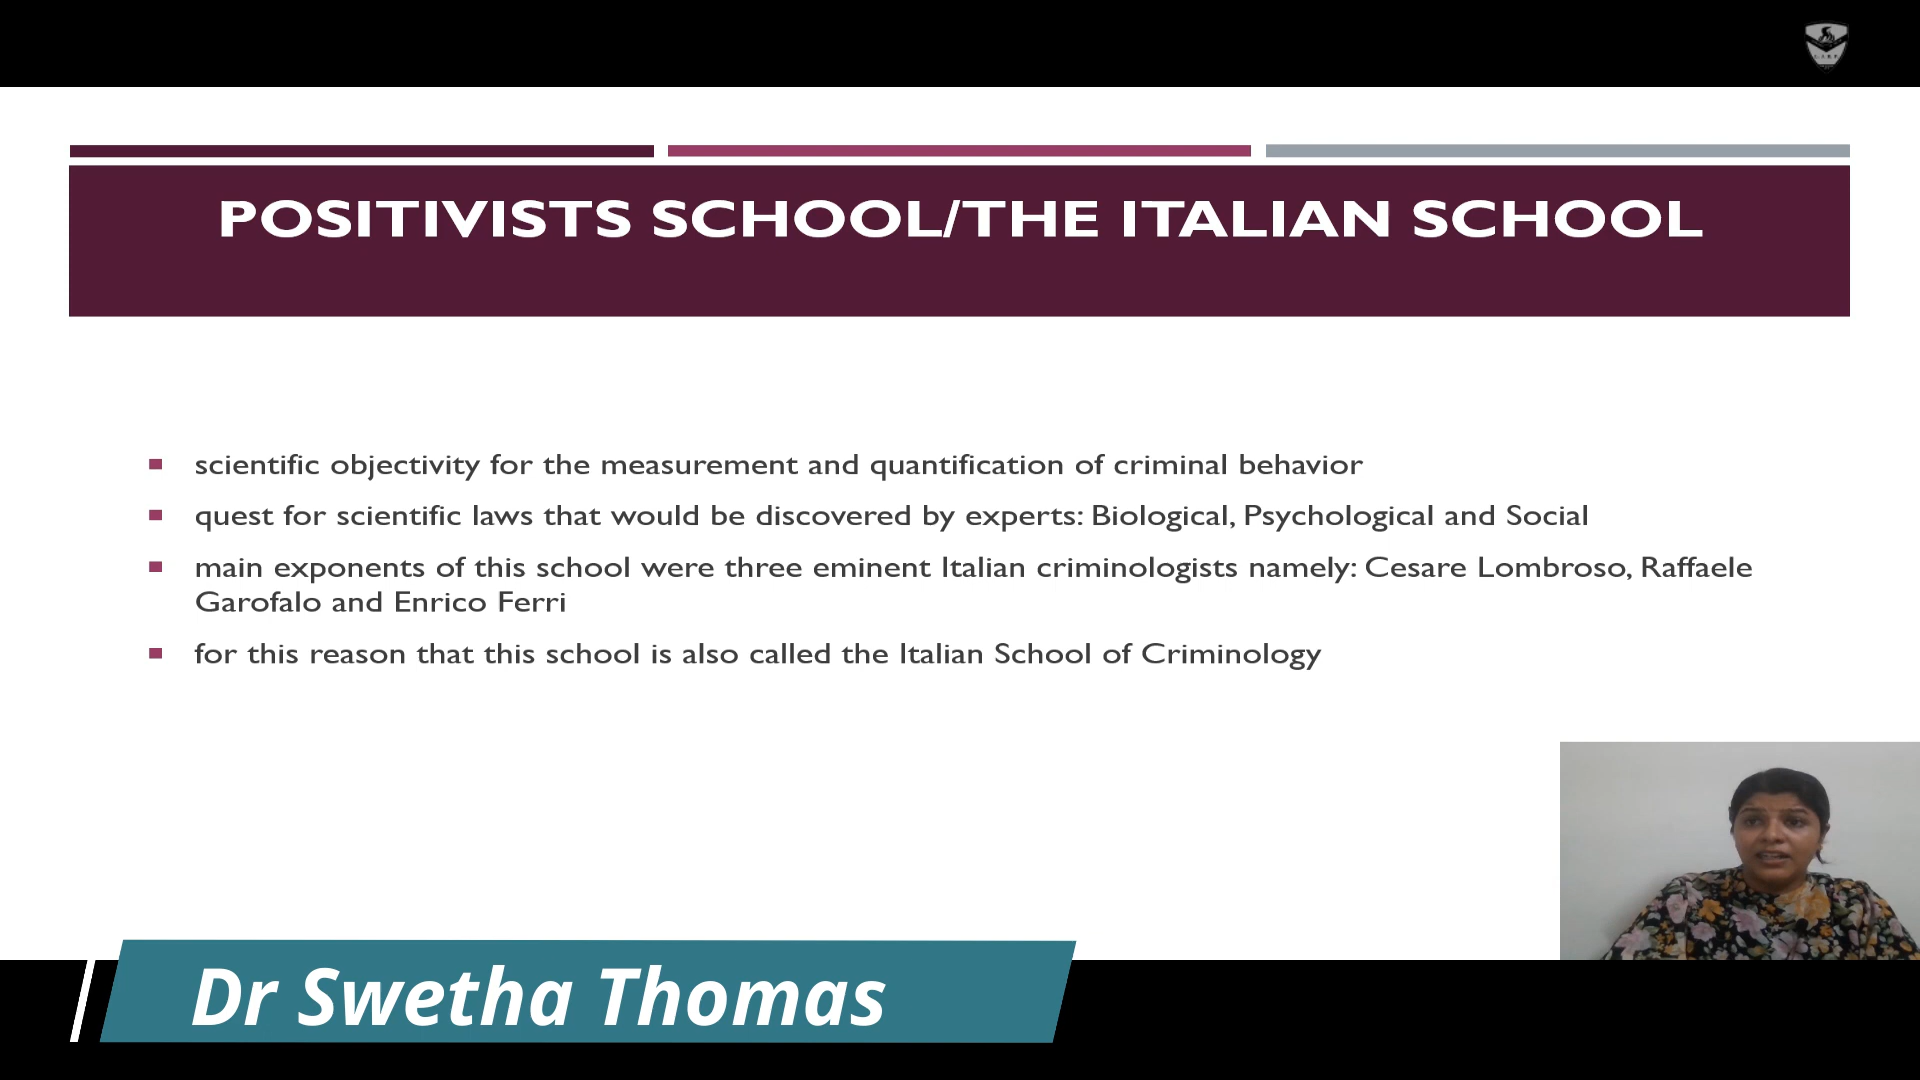 POSITIVISTS SCHOOL/THE ITALIAN SCHOOL
scientific objectivity for the measurement and quantification of criminal behavior
quest for scientific laws that would be discovered by experts: Biological, Psychological and Social
main exponents of this school were three eminent Italian criminologists namely: Cesare Lombroso, Raffaele
Garofalo and Enrico Ferri
for this reason that this school is also called the Italian School of Criminology
Dr Swetha Thomas